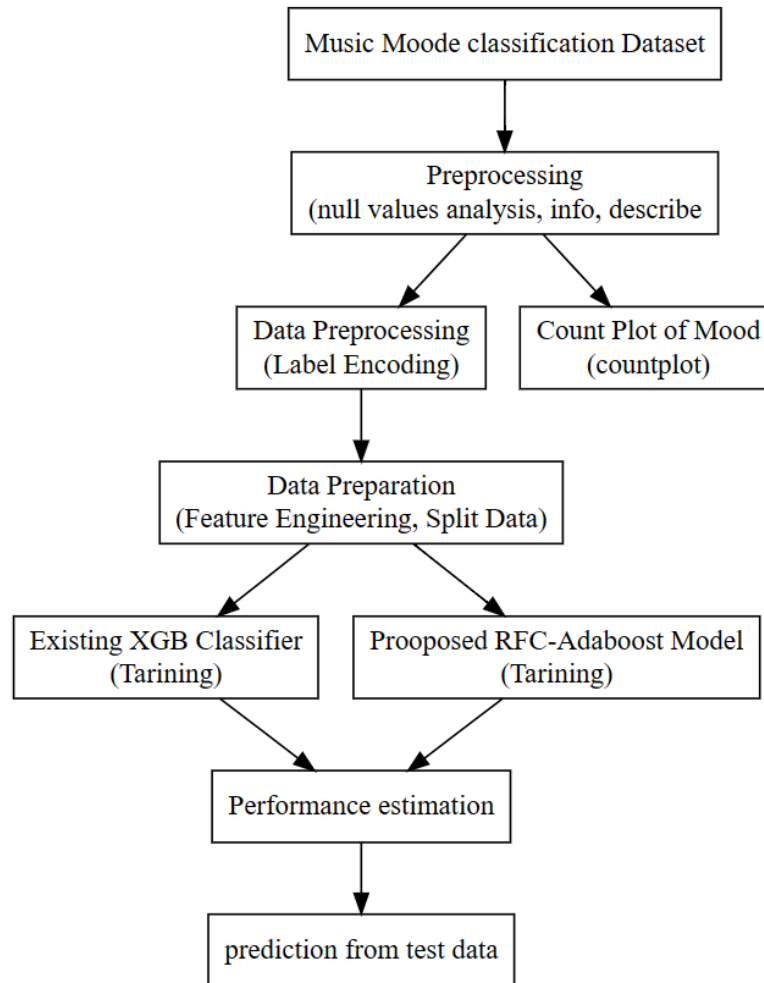 Music Moode classification Dataset
Preprocessing
(null values analysis, info, describe
Data Preprocessing
(Label Encoding)
Count Plot of Mood
(countplot)
Data Preparation
(Feature Engineering, Split Data)
Existing XGB Classifier
(Tarining)
Prooposed RFC-Adaboost Model
(Tarining)
Performance estimation
prediction from test data